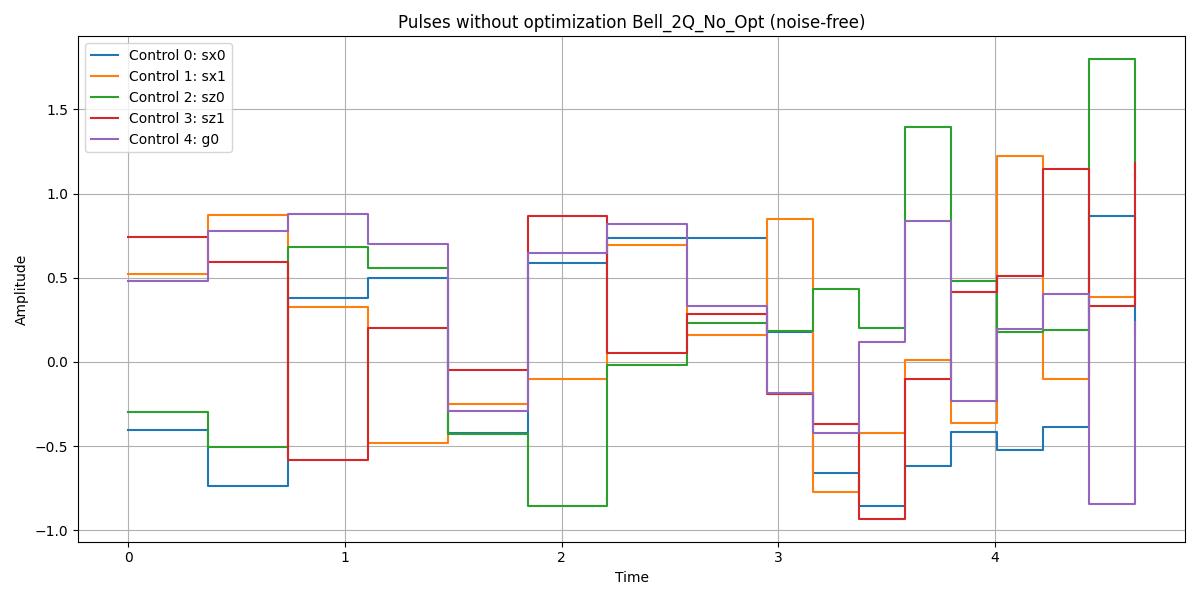 Pulses without optimization Bell_2Q_No_Opt (noise-free)
Control 0: sx0
Control 1: sx1
Control 2: sz0
Control 3: sz1
Control 4: g0
Amplitude
1.5
1.0
0.5
0.0
−0.5
−1.0
0 1 2 3 4
Time